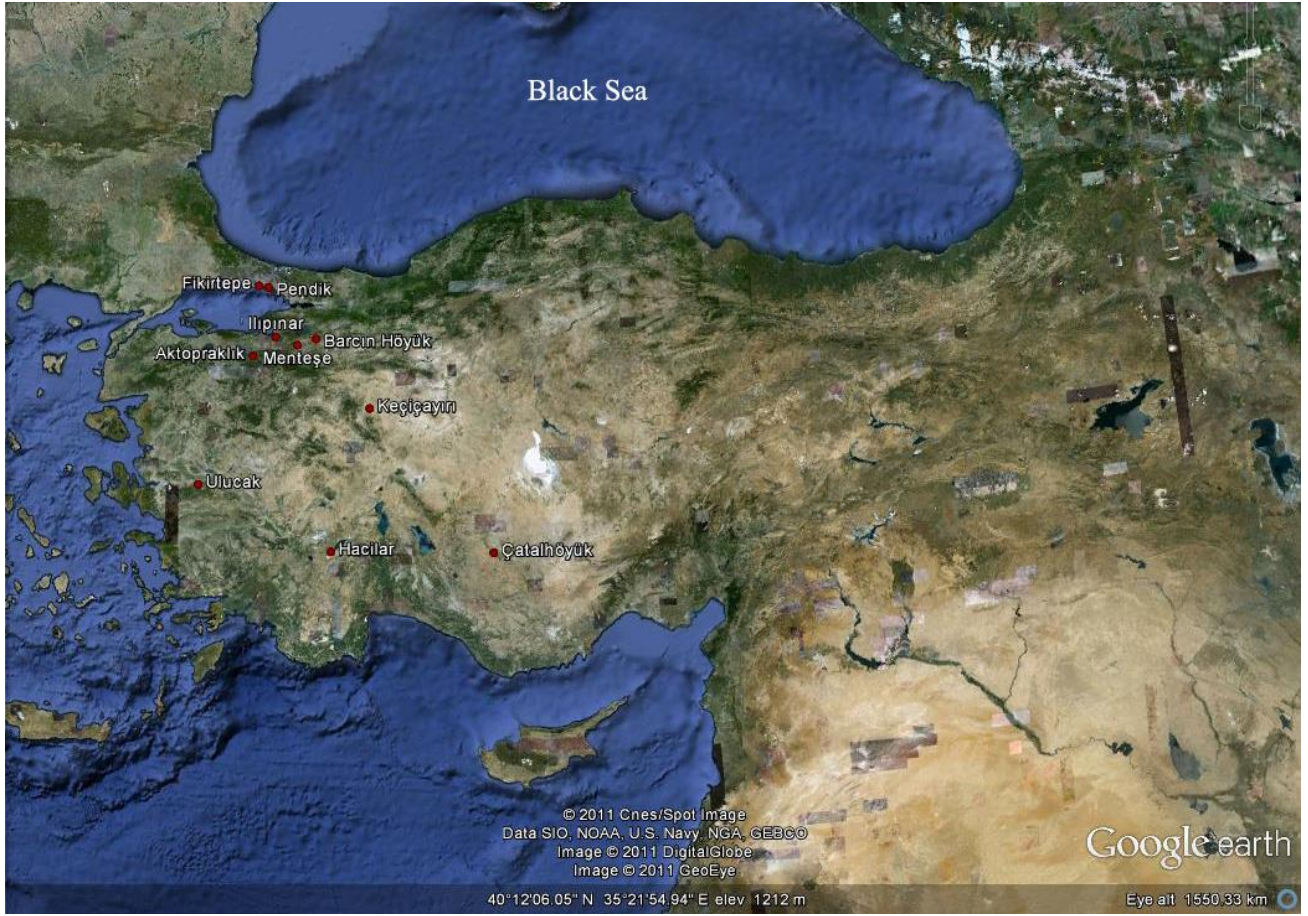 Black Sea
Fikirtepe
Pendik
Ilıpınar
Barcın Höyük
Aktopraklık
Menteşe
Keçiçayırı
Ulucak
Hacilar
Çatalhöyük
© 2011 Cnes/Spot Image
Data SIO, NOAA, U.S. Navy, NGA, GEBCO
Image © 2011 DigitalGlobe
Image © 2011 GeoEye
Google earth
40°12'06.05" N 35°21'54.94" E elev 1212 m
Eye alt 1550.33 km